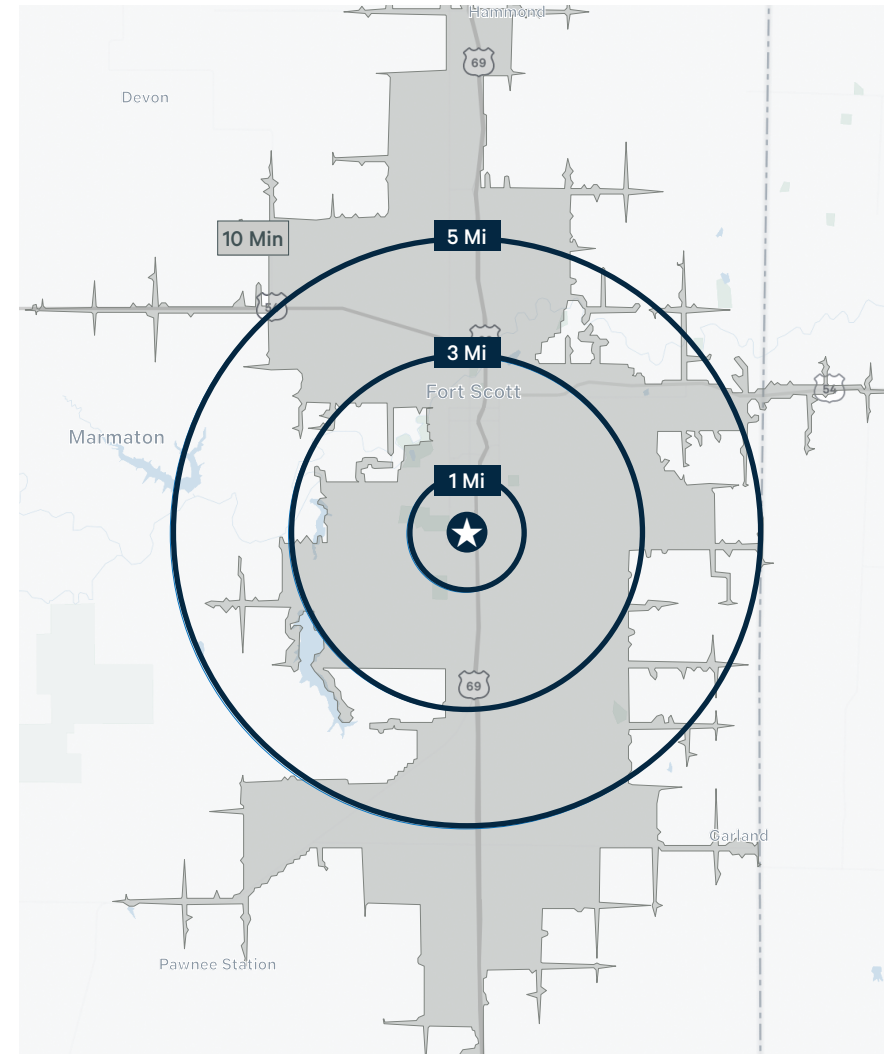 Hammond
69
Devon
5 Mi
10 Min
3 Mi
Fort Scott
54
Marmaton
1 Mi
69
Garland
Pawnee Station